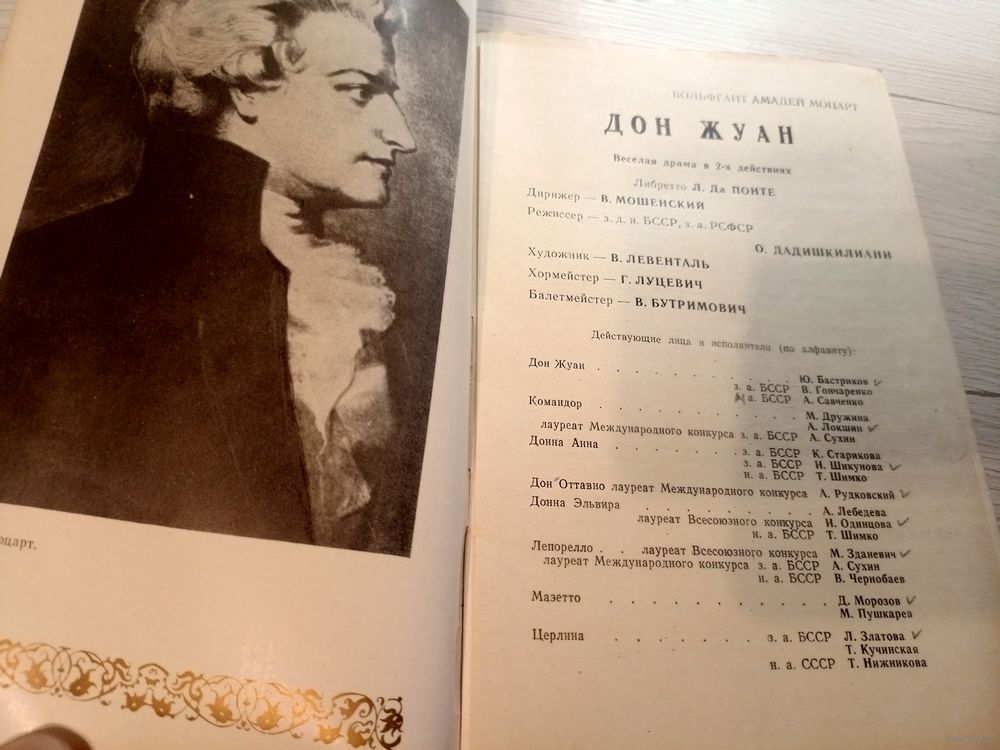 оцарт.
ВОЛЬФГАНГ АМАДЕЙ МОЦАРТ
ДОН ЖУАН
Веселая драма в 2-х действиях
Либретто Л. Да ПОНТЕ
Дирижер — В. МОШЕНСКИЙ
Режиссер — з. д. и. БССР, з. а. РСФСР
О. ДАДИШКИЛИАНИ
Художник — В. ЛЕВЕНТАЛЬ
Хормейстер — Г. ЛУЦЕВИЧ
Балетмейстер — В. БУТРИМОВИЧ
Действующие лица и исполнители (по алфавиту):
Дон Жуан . . . . . . . . . . Ю. Бастриков ✓
з. а. БССР В. Гончаренко
а. БССР А. Савченко
Командор . . . . . . . . . . М. Дружина
А. Локшин ✓
лауреат Международного конкурса з. а. БССР А. Сухин
Донна Анна . . . . . . . з. а. БССР К. Старикова
з. а. БССР И. Шикунова ✓
н. а. БССР Т. Шимко
Дон Оттавио лауреат Международного конкурса А. Рудковский ✓
Донна Эльвира . . . . . . . . А. Лебедева
лауреат Всесоюзного конкурса И. Одинцова ✓
н. а. БССР Т. Шимко
Лепорелло . . лауреат Всесоюзного конкурса М. Зданевич ✓
лауреат Международного конкурса з. а. БССР А. Сухин
н. а. БССР В. Чернобаев
Мазетто . . . . . . . . . . . Д. Морозов ✓
М. Пушкарев
Церлина . . . . . . . з. а. БССР Л. Златова ✓
Т. Кучинская
н. а. СССР Т. Нижникова